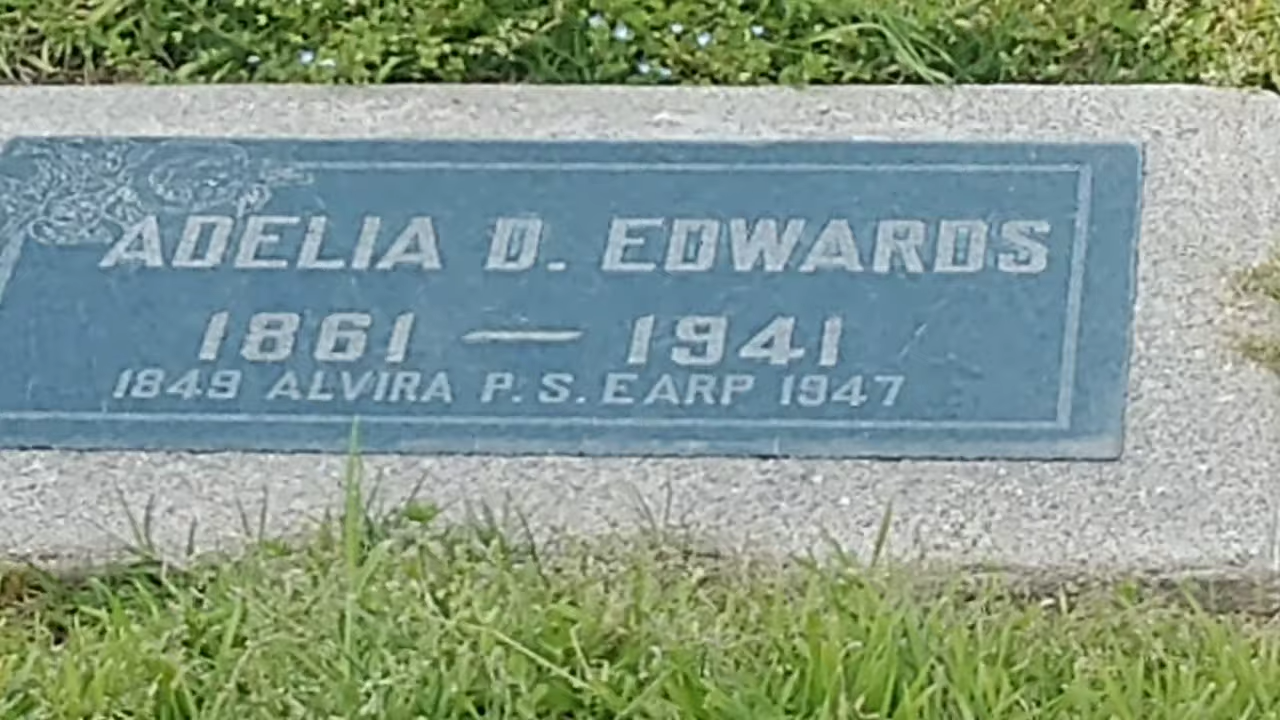 ADELIA D. EDWARDS
1861 — 1941
1849 ALVIRA P. S. EARP 1947